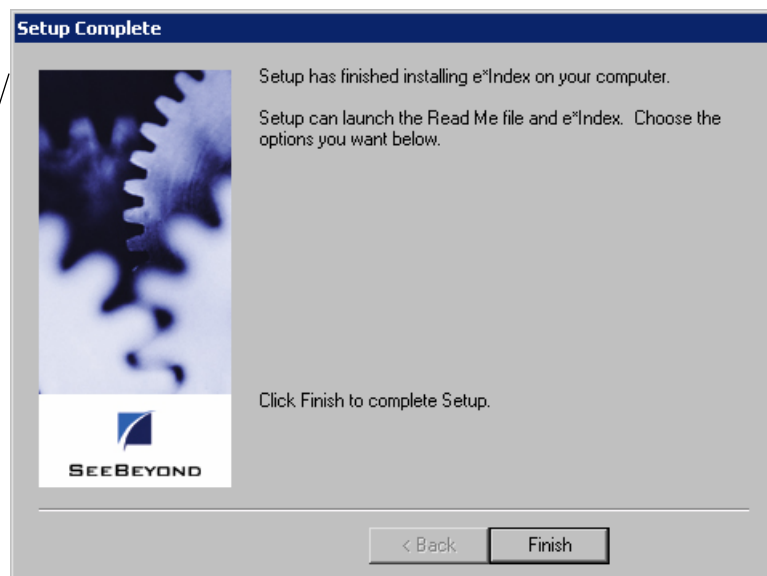 Setup Complete
Setup has finished installing e*Index on your computer.
Setup can launch the Read Me file and e*Index.  Choose the
options you want below.
Click Finish to complete Setup.
SEEBEYOND
< Back
Finish